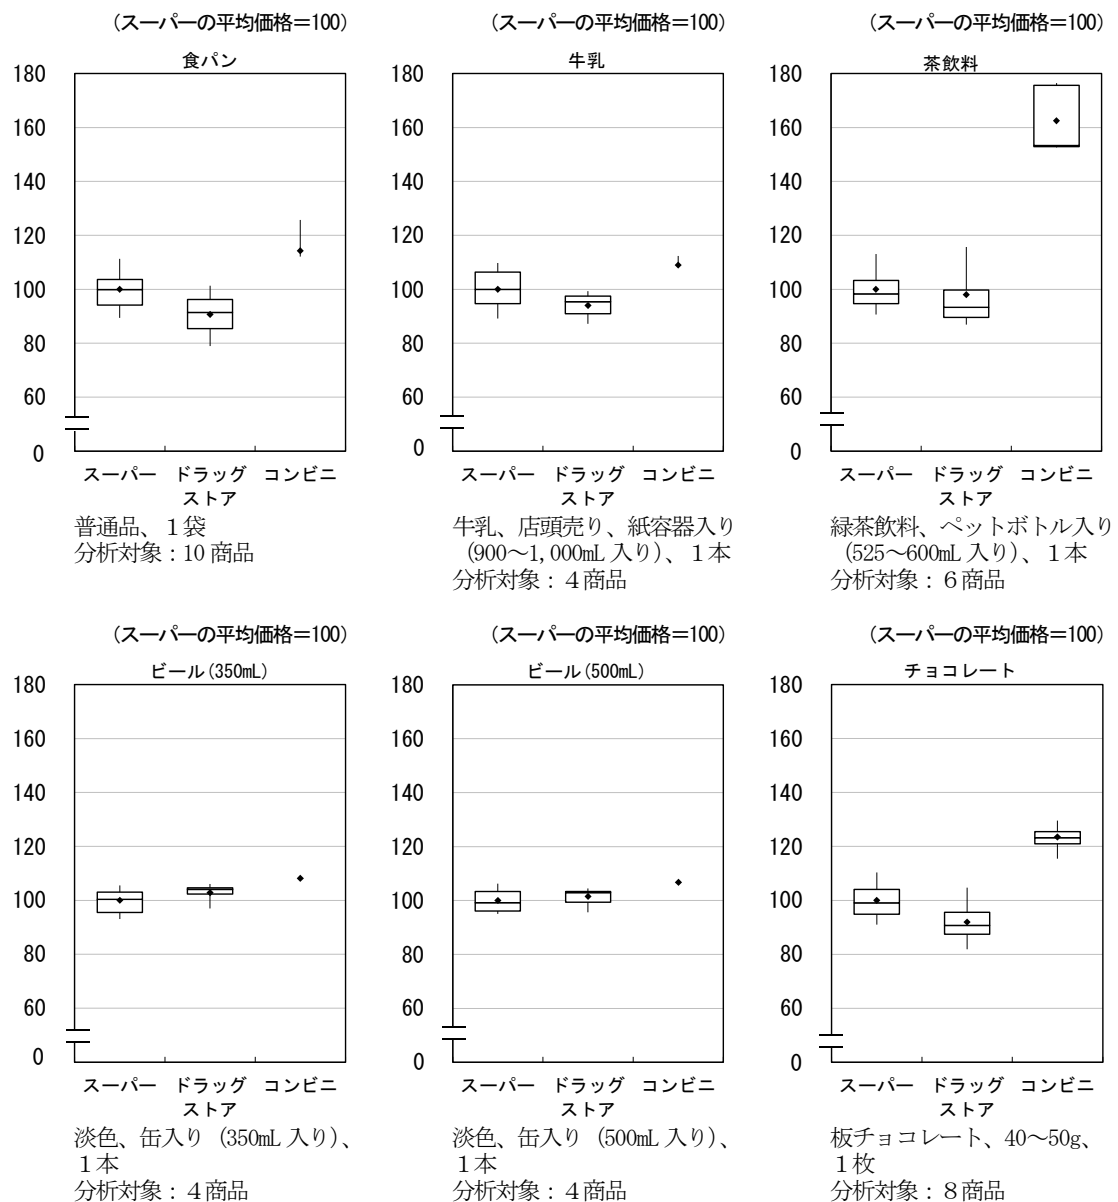 (スーパーの平均価格=100)
食パン
180
160
140
120
100
80
60
0
スーパー ドラッグストア コンビニ
普通品、1袋
分析対象:10 商品
(スーパーの平均価格=100)
牛乳
180
160
140
120
100
80
60
0
スーパー ドラッグストア コンビニ
牛乳、店頭売り、紙容器入り
(900~1,000mL 入り)、1本
分析対象:4商品
(スーパーの平均価格=100)
茶飲料
180
160
140
120
100
80
60
0
スーパー ドラッグストア コンビニ
緑茶飲料、ペットボトル入り
(525~600mL 入り)、1本
分析対象:6商品
(スーパーの平均価格=100)
ビール(350mL)
180
160
140
120
100
80
60
0
スーパー ドラッグストア コンビニ
淡色、缶入り(350mL 入り)、
1本
分析対象:4商品
(スーパーの平均価格=100)
ビール(500mL)
180
160
140
120
100
80
60
0
スーパー ドラッグストア コンビニ
淡色、缶入り(500mL 入り)、
1本
分析対象:4商品
(スーパーの平均価格=100)
チョコレート
180
160
140
120
100
80
60
0
スーパー ドラッグストア コンビニ
板チョコレート、40~50g、
1枚
分析対象:8商品